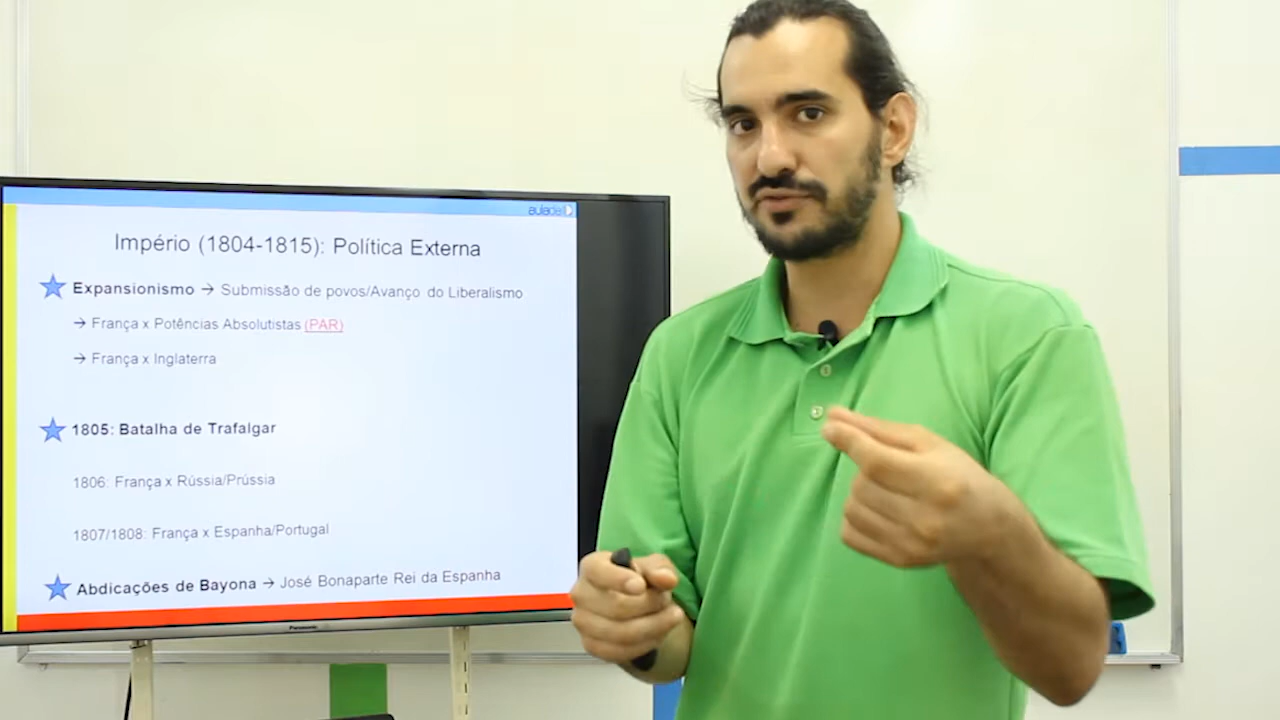 aulade
Império (1804-1815): Política Externa
Expansionismo → Submissão de povos/Avanço do Liberalismo
→ França x Potências Absolutistas (PAR)
→ França x Inglaterra
1805: Batalha de Trafalgar
1806: França x Rússia/Prússia
1807/1808: França x Espanha/Portugal
Abdicações de Bayona → José Bonaparte Rei da Espanha
Panasonic